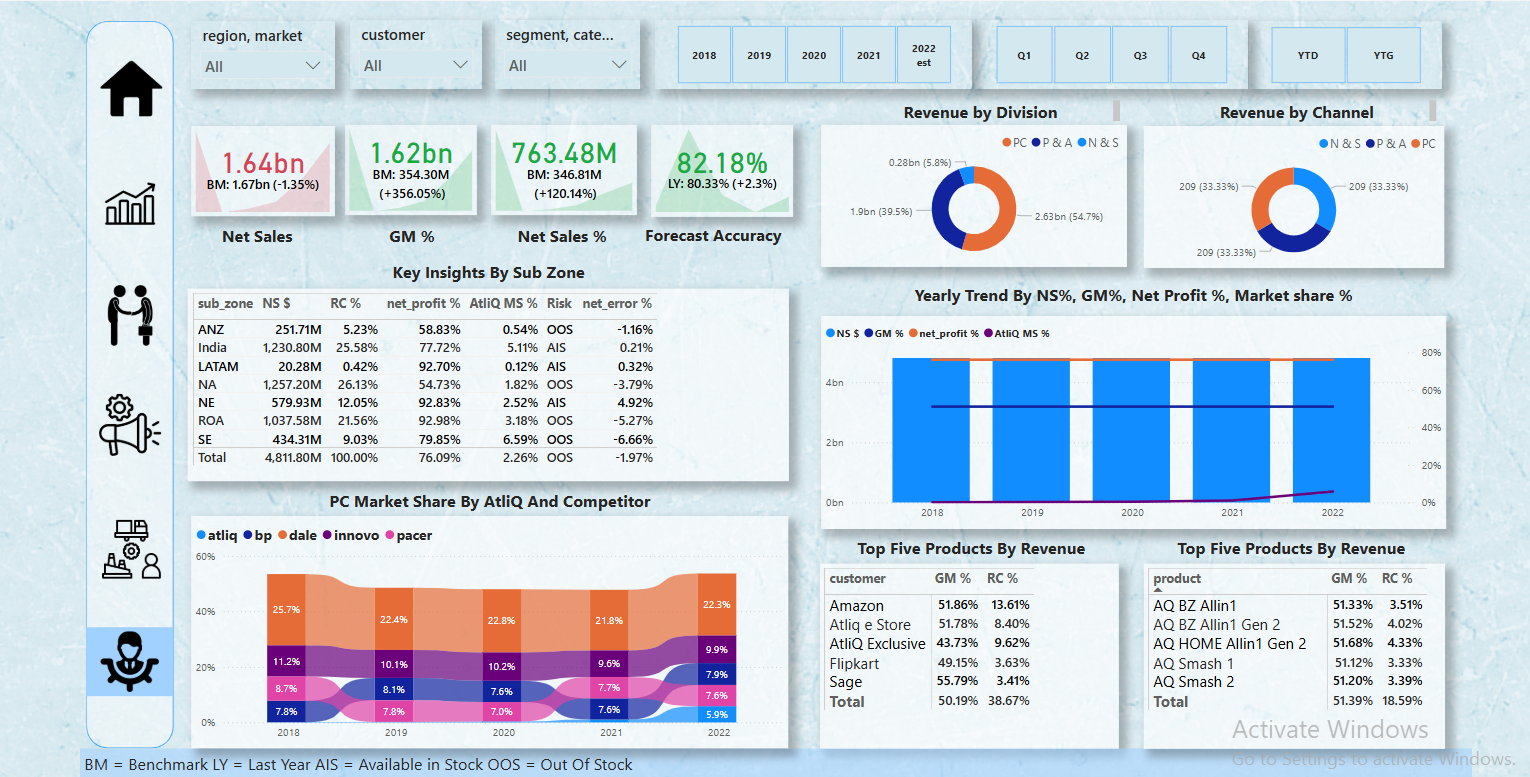 region, market
All
customer
All
segment, cate...
All
2018
2019
2020
2021
2022
est
Q1
Q2
Q3
Q4
YTD
YTG
1.64bn
BM: 1.67bn (-1.35%)
Net Sales
1.62bn
BM: 354.30M
(+356.05%)
GM %
763.48M
BM: 346.81M
(+120.14%)
Net Sales %
82.18%
LY: 80.33% (+2.3%)
Forecast Accuracy
Revenue by Division
PC P & A N & S
0.28bn (5.8%)
1.9bn (39.5%)
2.63bn (54.7%)
Revenue by Channel
N & S P & A PC
209 (33.33%)
209 (33.33%)
209 (33.33%)
Key Insights By Sub Zone
sub_zone NS $ RC % net_profit % AtliQ MS % Risk net_error %
ANZ 251.71M 5.23% 58.83% 0.54% OOS -1.16%
India 1,230.80M 25.58% 77.72% 5.11% AIS 0.21%
LATAM 20.28M 0.42% 92.70% 0.12% AIS 0.32%
NA 1,257.20M 26.13% 54.73% 1.82% OOS -3.79%
NE 579.93M 12.05% 92.83% 2.52% AIS 4.92%
ROA 1,037.58M 21.56% 92.98% 3.18% OOS -5.27%
SE 434.31M 9.03% 79.85% 6.59% OOS -6.66%
Total 4,811.80M 100.00% 76.09% 2.26% OOS -1.97%
Yearly Trend By NS%, GM%, Net Profit %, Market share %
NS $ GM % net_profit % AtliQ MS %
4bn
2bn
0bn
80%
60%
40%
20%
0%
2018 2019 2020 2021 2022
PC Market Share By AtliQ And Competitor
atliq bp dale innovo pacer
60%
40%
20%
0%
25.7%
11.2%
8.7%
7.8%
22.4%
10.1%
8.1%
7.8%
22.8%
10.2%
7.6%
7.0%
21.8%
9.6%
7.7%
7.6%
22.3%
9.9%
7.9%
7.6%
5.9%
2018 2019 2020 2021 2022
Top Five Products By Revenue
customer GM % RC %
Amazon 51.86% 13.61%
Atliq e Store 51.78% 8.40%
AtliQ Exclusive 43.73% 9.62%
Flipkart 49.15% 3.63%
Sage 55.79% 3.41%
Total 50.19% 38.67%
Top Five Products By Revenue
product GM % RC %
AQ BZ Allin1 51.33% 3.51%
AQ BZ Allin1 Gen 2 51.52% 4.02%
AQ HOME Allin1 Gen 2 51.68% 4.33%
AQ Smash 1 51.12% 3.33%
AQ Smash 2 51.20% 3.39%
Total 51.39% 18.59%
Activate Windows
Go to Settings to activate Windows.
BM = Benchmark LY = Last Year AIS = Available in Stock OOS = Out Of Stock